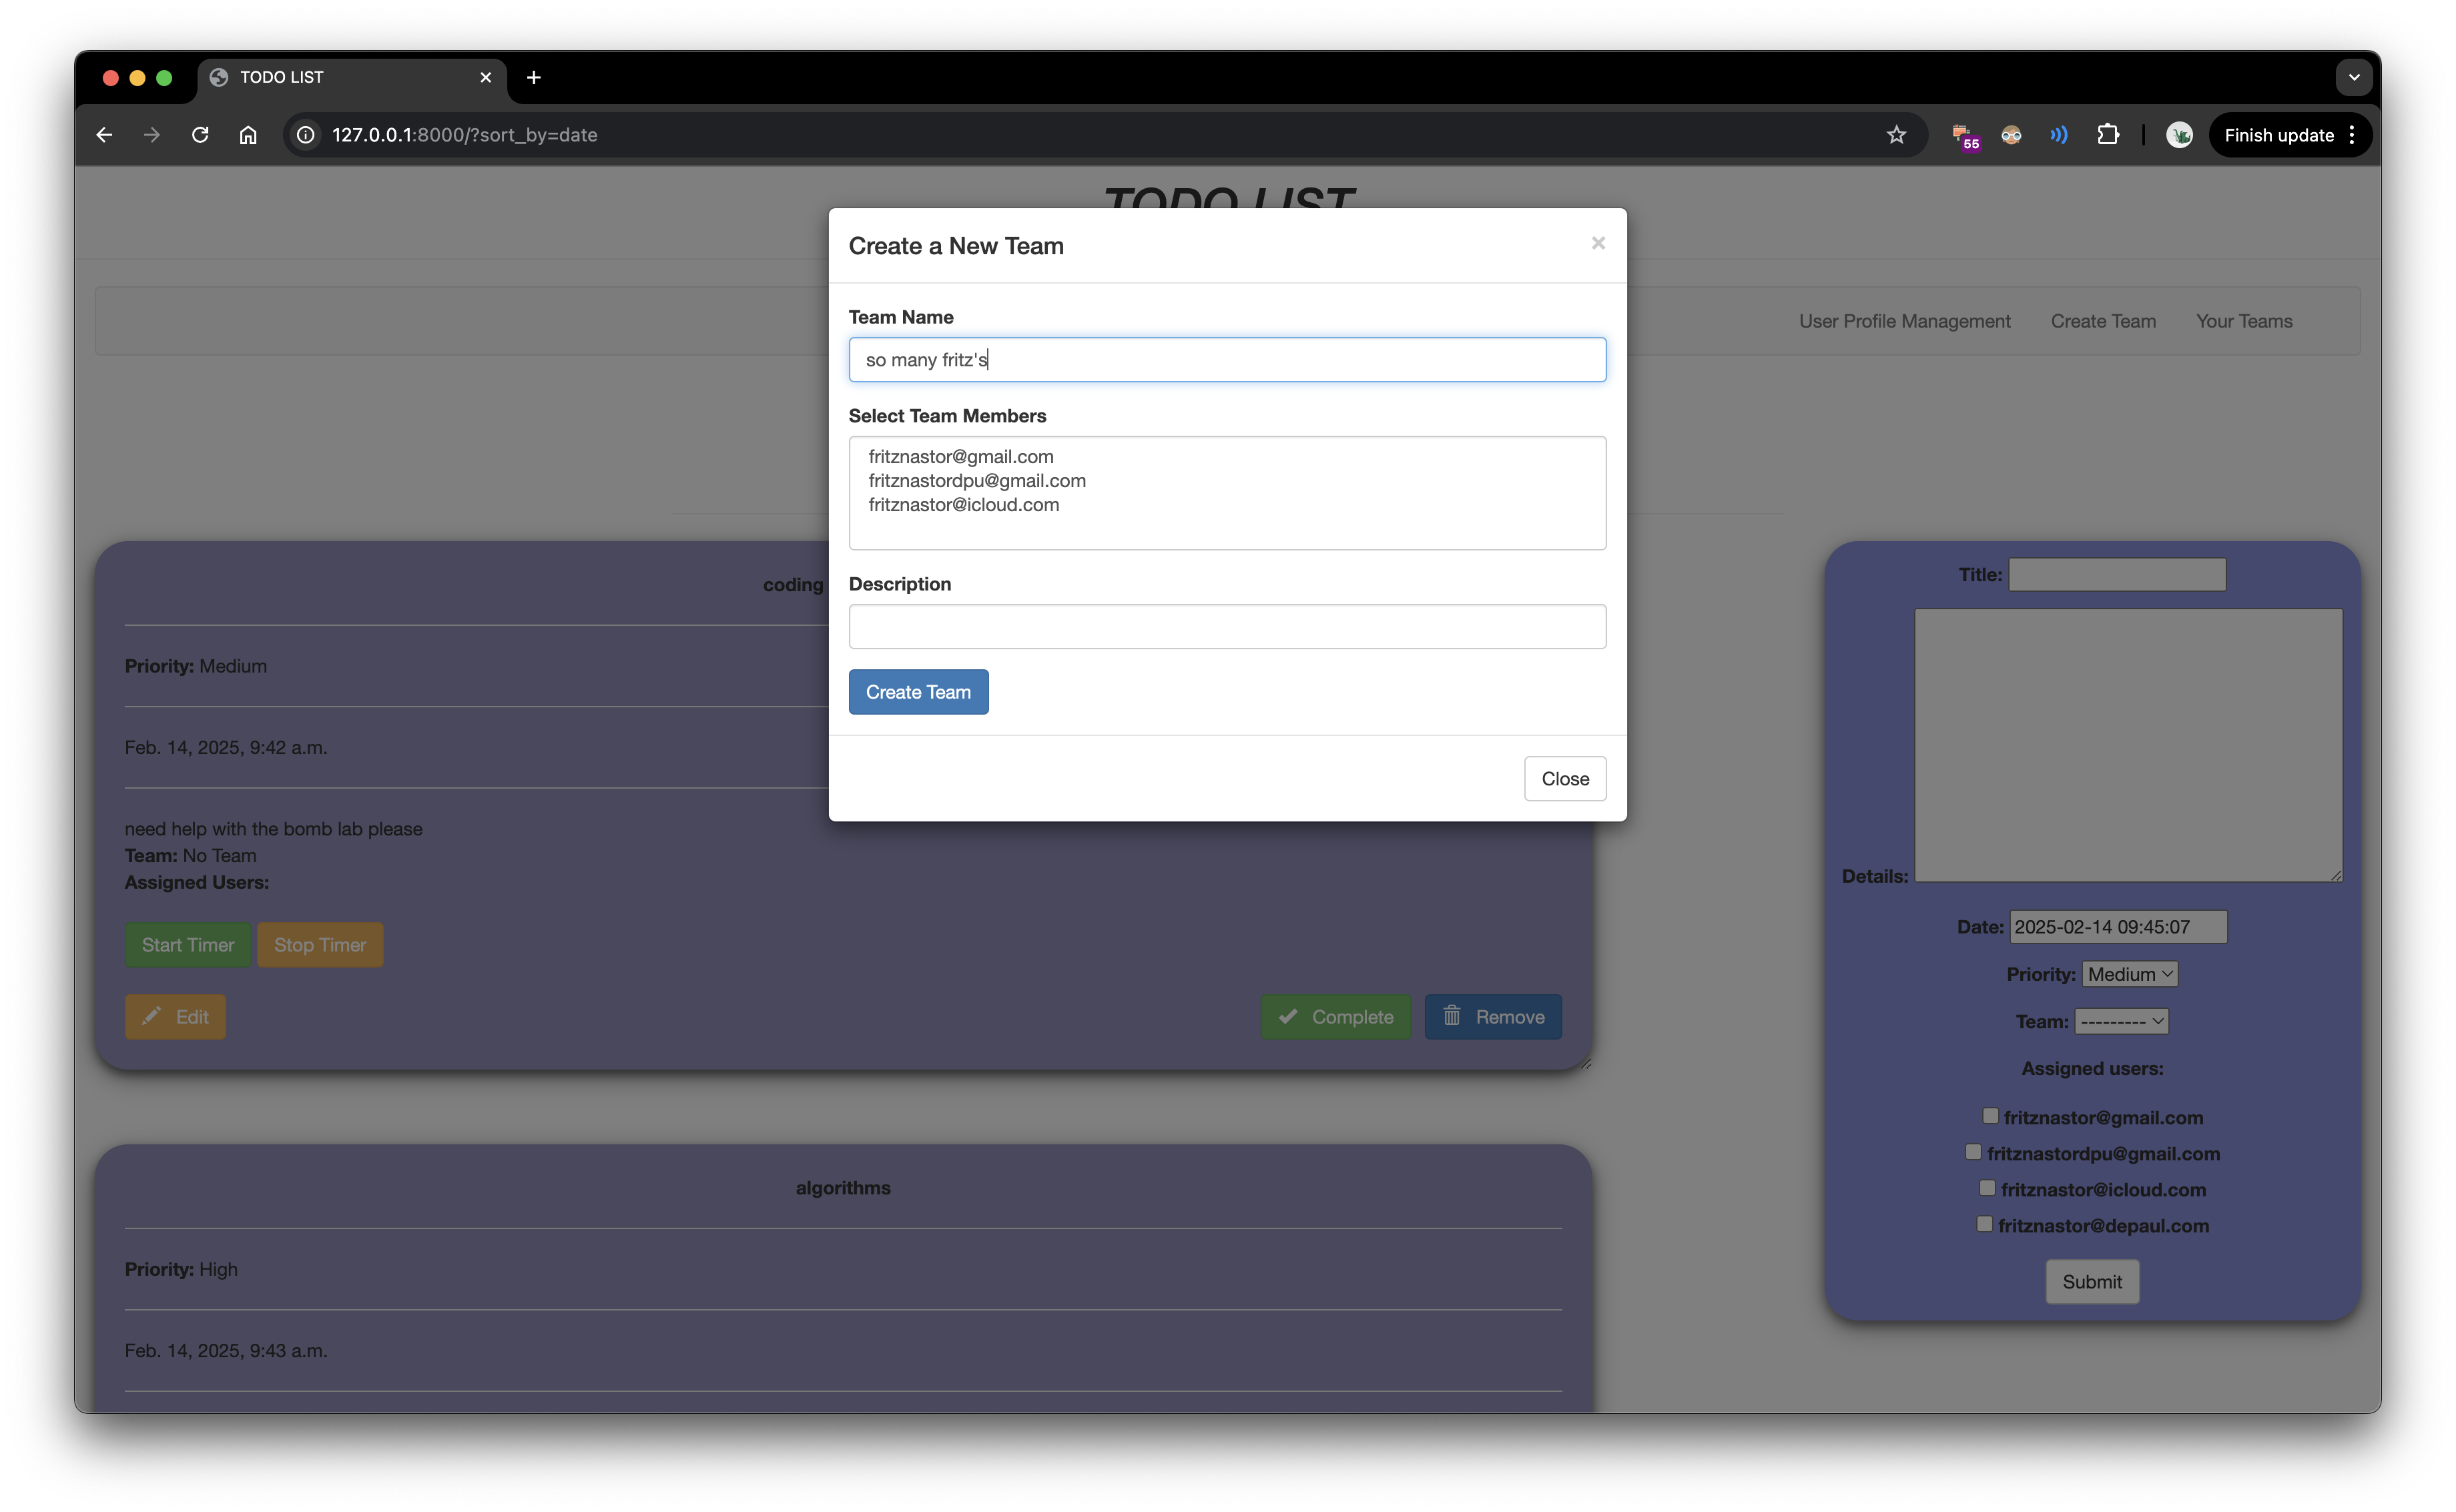 TODO LIST
127.0.0.1:8000/?sort_by=date
55
Finish update
TODO LIST
User Profile Management Create Team Your Teams
Create a New Team
×
Team Name
so many fritz's
Select Team Members
fritznastor@gmail.com
fritznastordpu@gmail.com
fritznastor@icloud.com
Description
Create Team
Close
coding
Priority: Medium
Feb. 14, 2025, 9:42 a.m.
need help with the bomb lab please
Team: No Team
Assigned Users:
Start Timer Stop Timer
Edit Complete Remove
algorithms
Priority: High
Feb. 14, 2025, 9:43 a.m.
Title:
Details:
Date: 2025-02-14 09:45:07
Priority: Medium
Team: ---------
Assigned users:
fritznastor@gmail.com
fritznastordpu@gmail.com
fritznastor@icloud.com
fritznastor@depaul.com
Submit